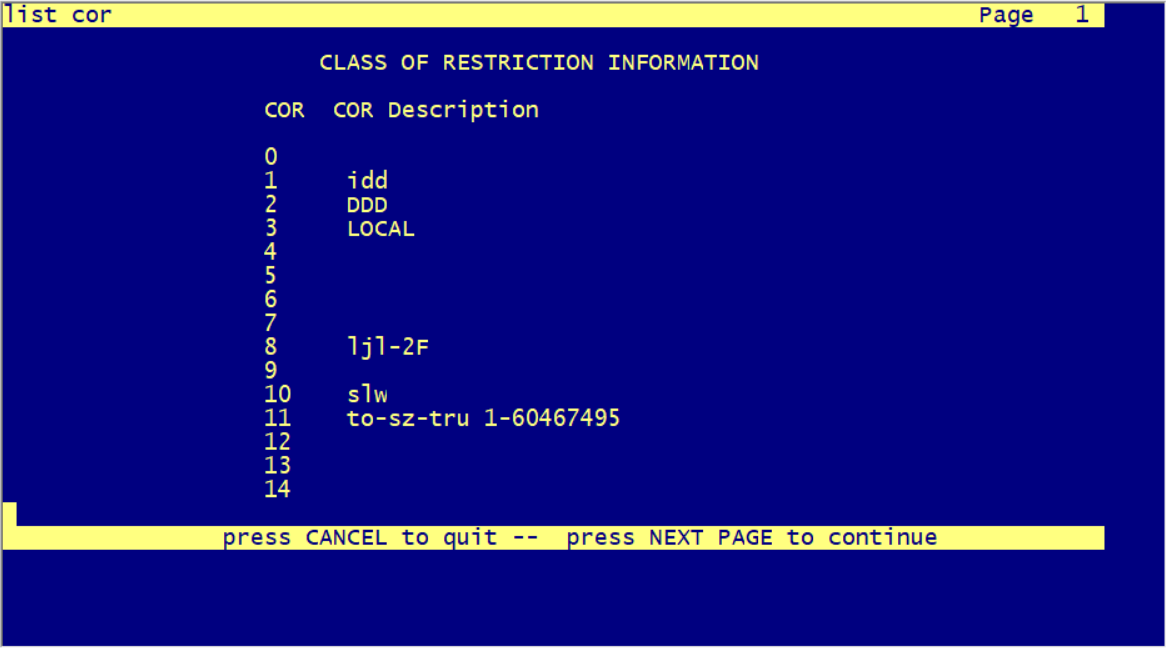 list cor Page 1
CLASS OF RESTRICTION INFORMATION
COR COR Description
0
1 idd
2 DDD
3 LOCAL
4
5
6
7
8 ljl-2F
9
10 slw
11 to-sz-tru 1-60467495
12
13
14
press CANCEL to quit -- press NEXT PAGE to continue